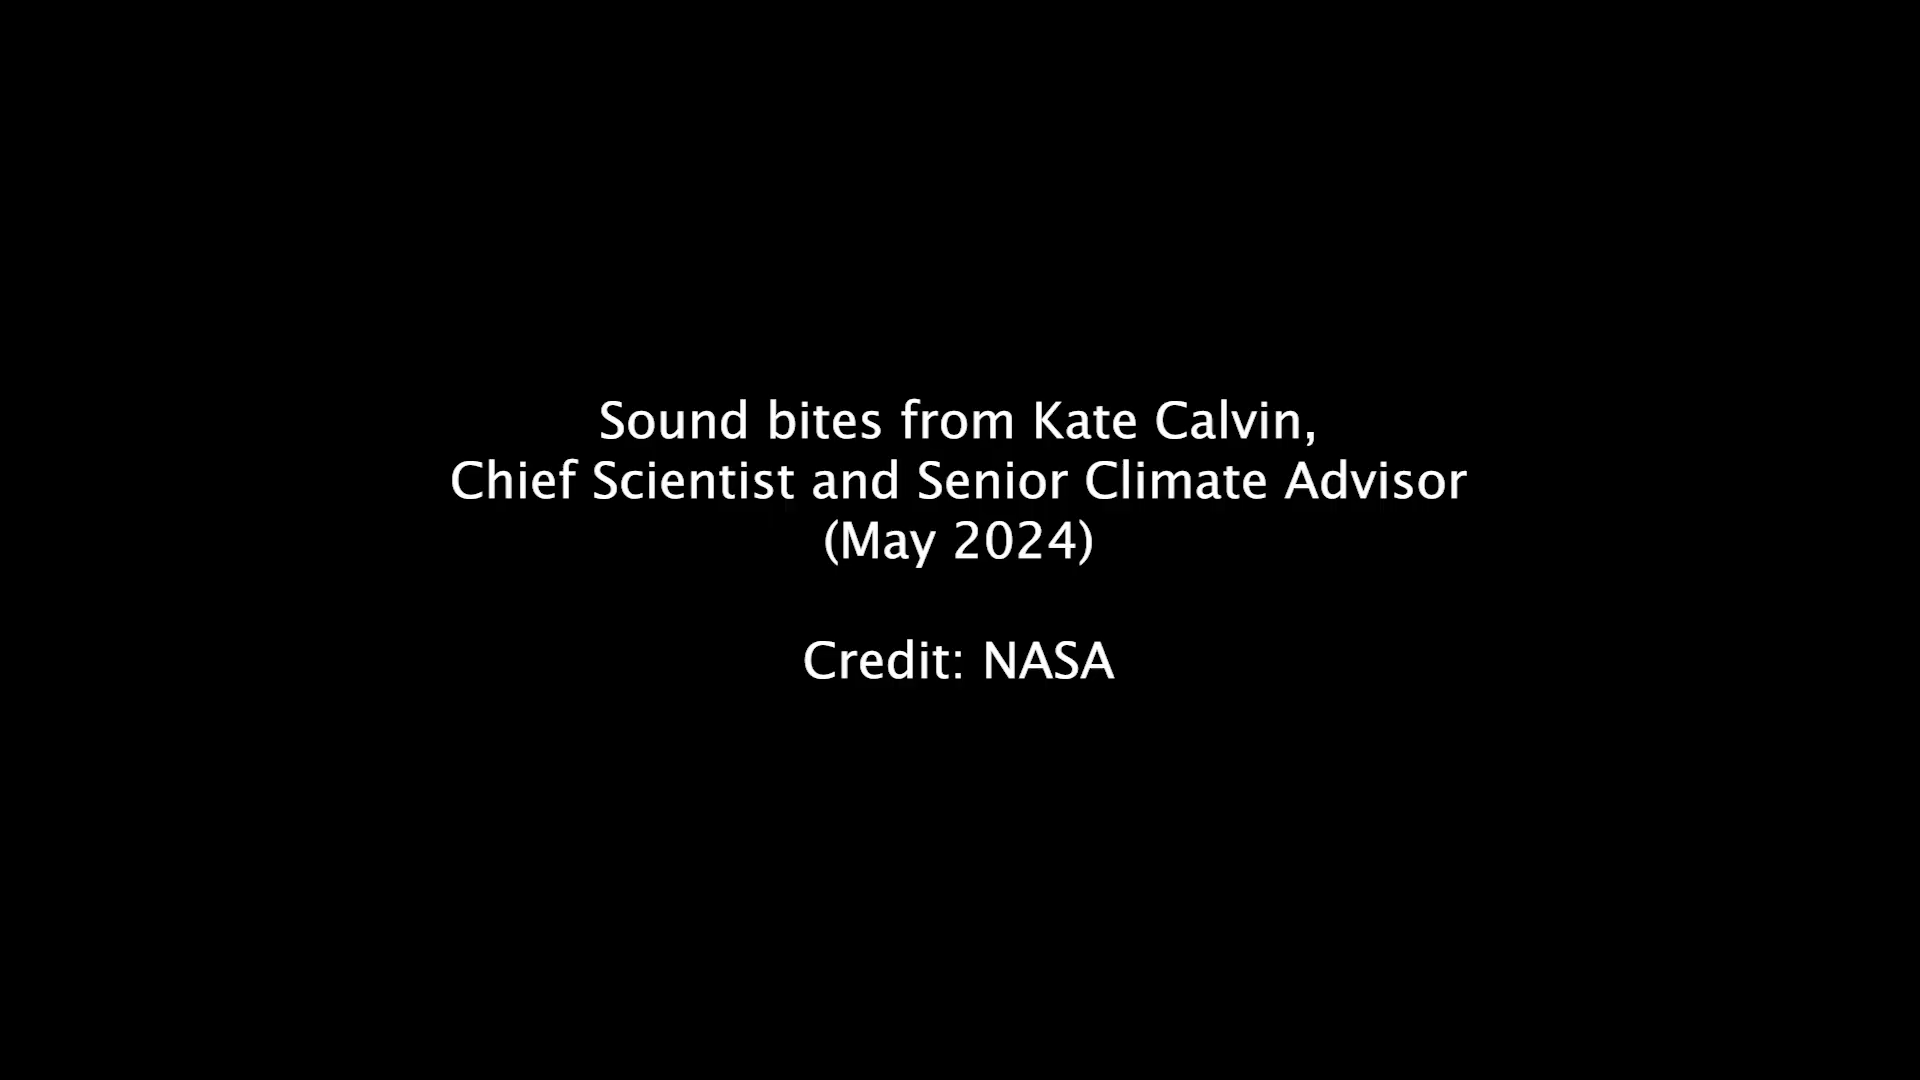 Sound bites from Kate Calvin,
Chief Scientist and Senior Climate Advisor
(May 2024)
Credit: NASA